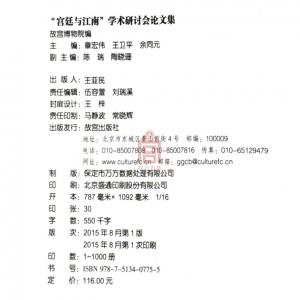 “宫廷与江南”学术研讨会论文集
故宫博物院编
主 编：章宏伟 王卫平 余同元
副主编：陈 瑞 陶晓珊
出 版 人：王亚民
责任编辑：伍容萱 刘瑞溪
封扉设计：王 梓
责任印制：马静波 常晓辉
出版发行：故宫出版社
地址：北京市东城区景山前街4号 邮编：100009
电话：010-85007808 010-85007816 传真：010-65129479
网址：www.culturefc.cn 邮箱：ggcb@culturefc.cn
制 版：保定市万方数据处理有限公司
印 刷：北京盛通印刷股份有限公司
开 本：787 毫米×1092 毫米 1/16
印 张：30
字 数：550 千字
版 次：2015 年 8 月第 1 版
2015 年 8 月第 1 次印刷
印 数：1~1000 册
书 号：ISBN 978-7-5134-0775-5
定 价：116.00 元